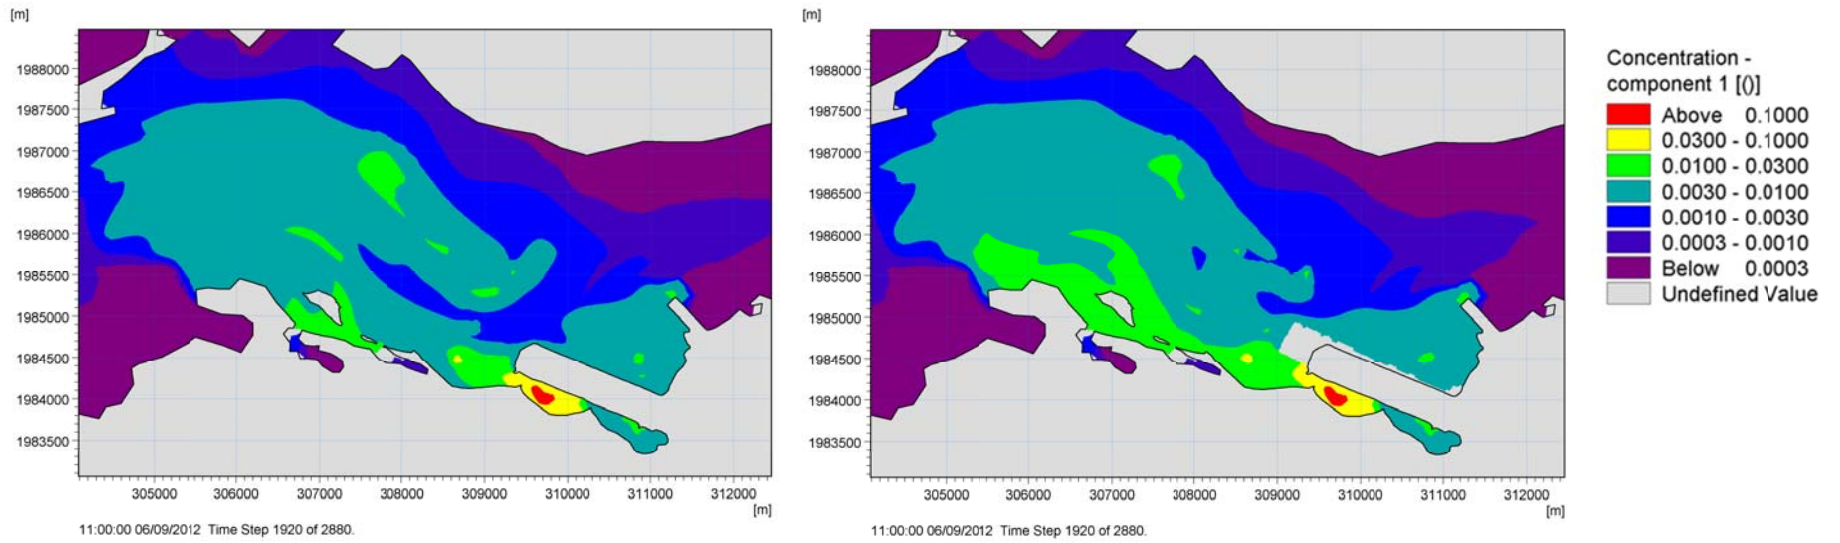 [m]
1988000
1987500
1987000
1986500
1986000
1985500
1985000
1984500
1984000
1983500
305000 306000 307000 308000 309000 310000 311000 312000
[m]
11:00:00 06/09/2012 Time Step 1920 of 2880.
[m]
1988000
1987500
1987000
1986500
1986000
1985500
1985000
1984500
1984000
1983500
305000 306000 307000 308000 309000 310000 311000 312000
[m]
11:00:00 06/09/2012 Time Step 1920 of 2880.
Concentration -
component 1 [()]
Above 0.1000
0.0300 - 0.1000
0.0100 - 0.0300
0.0030 - 0.0100
0.0010 - 0.0030
0.0003 - 0.0010
Below 0.0003
Undefined Value